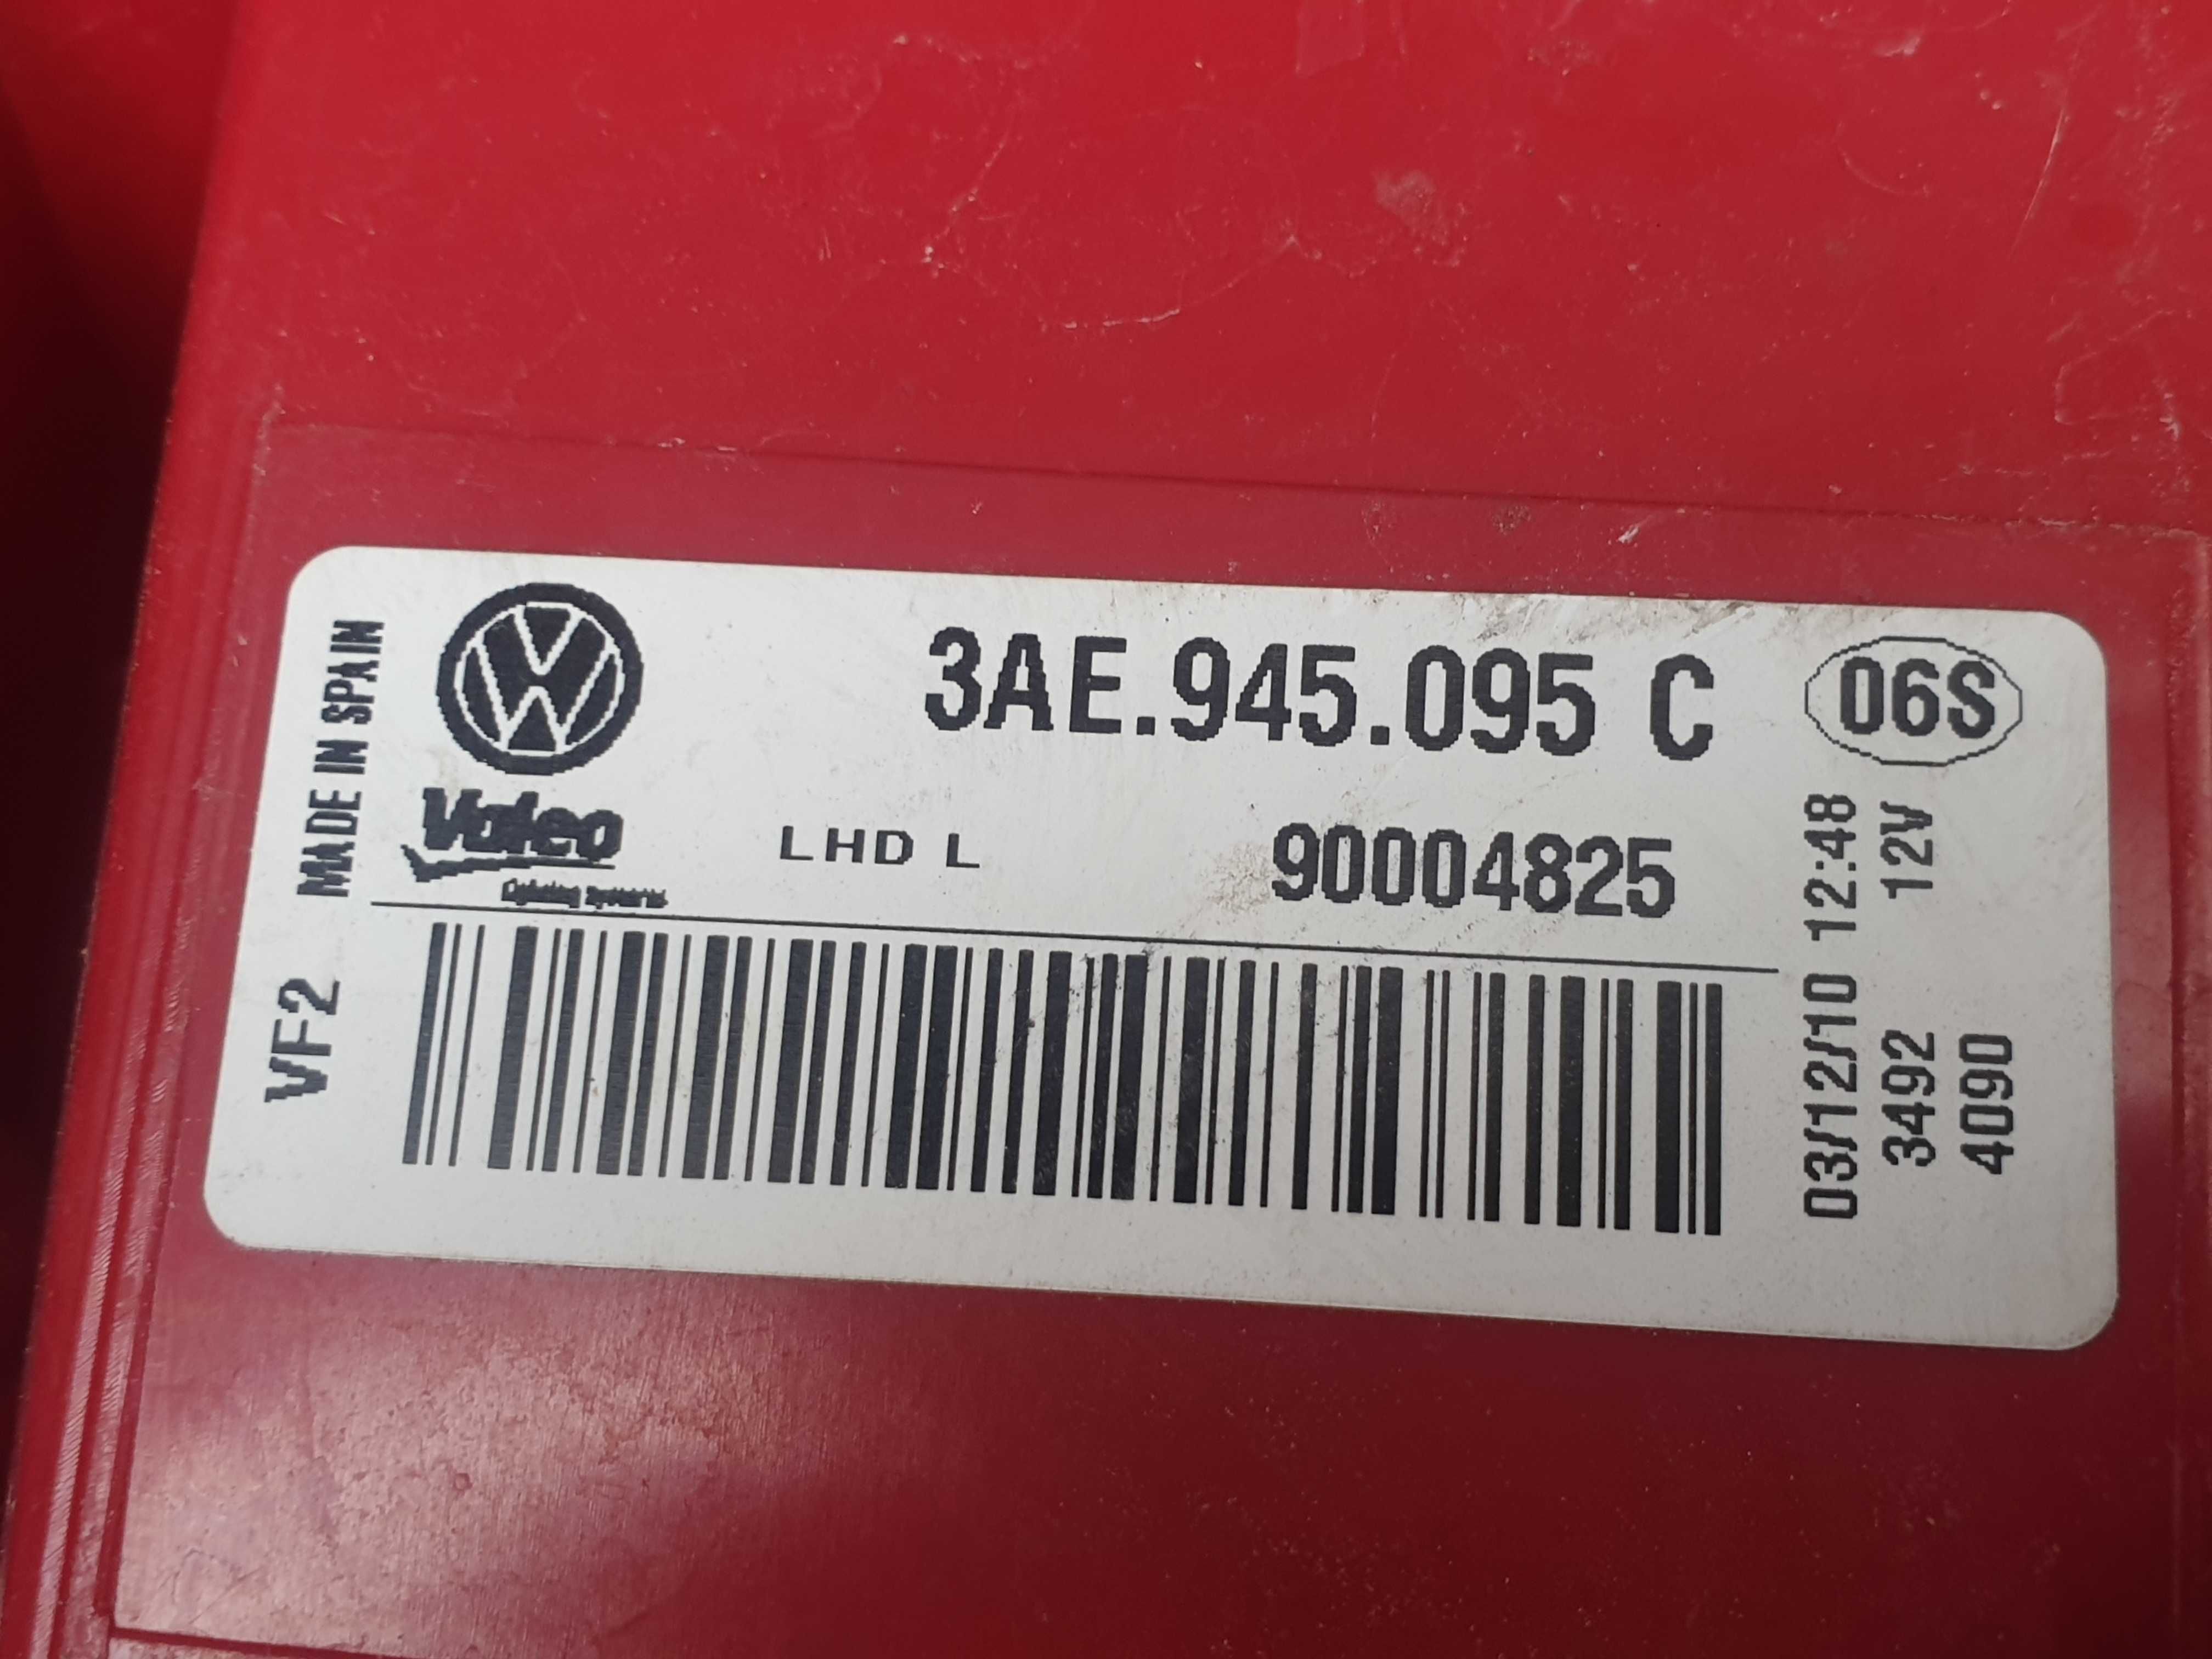 MADE IN SPAIN
VF2
3AE.945.095 C
06S
Valeo
LHD L
90004825
03/12/10 12:48
3492 12V
4090